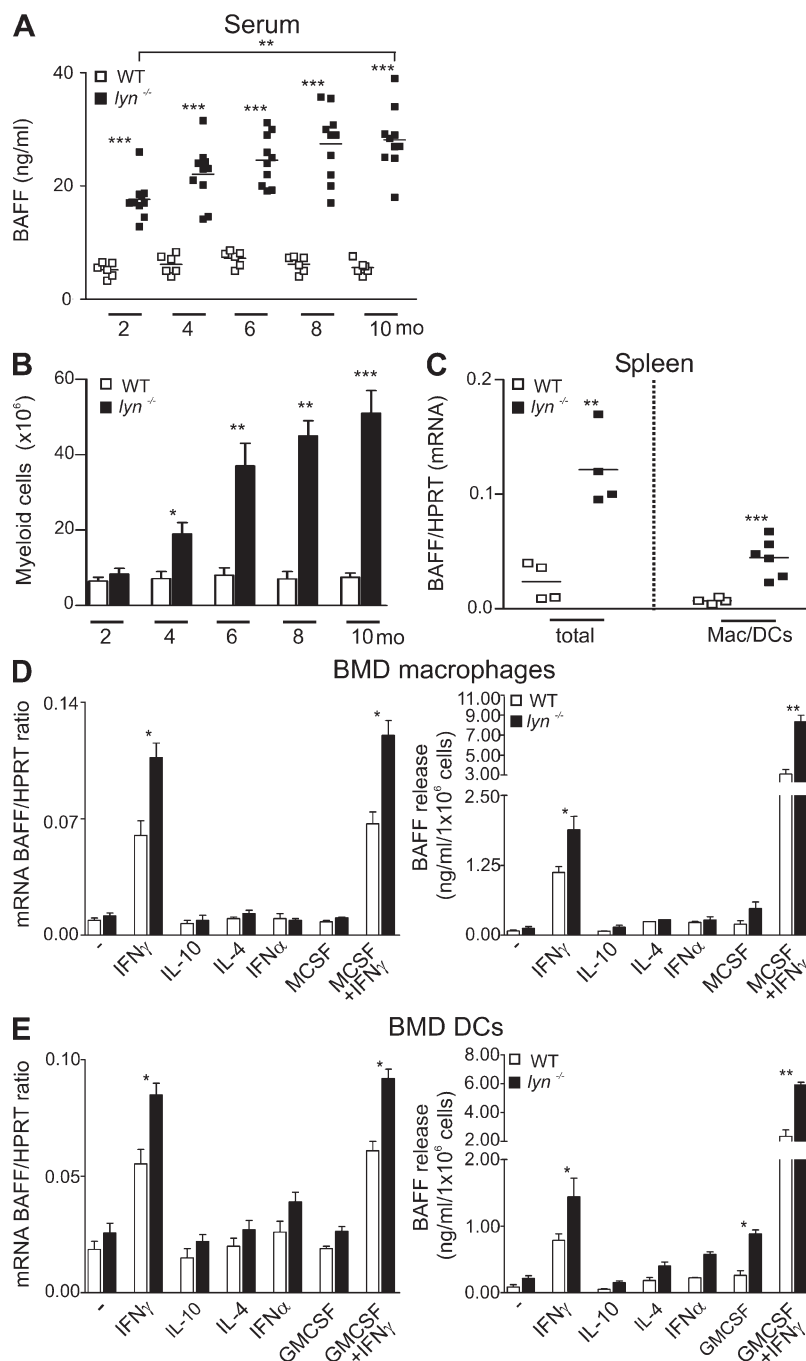 A
Serum
**
WT
lyn -/-
BAFF (ng/ml)
40
20
0
***
***
***
***
***
2 4 6 8 10 mo
B
WT
lyn -/-
Myeloid cells (x10⁶)
60
40
20
0
*
**
**
***
2 4 6 8 10 mo
C
Spleen
WT
lyn -/-
BAFF/HPRT (mRNA)
0.2
0.1
0.0
**
***
total Mac/DCs
D
BMD macrophages
mRNA BAFF/HPRT ratio
0.14
0.07
0.00
*
*
- IFNγ IL-10 IL-4 IFNα MCSF MCSF +IFNγ
WT
lyn -/-
BAFF release
(ng/ml/1x10⁶ cells)
11.00
9.00
7.00
5.00
3.00
2.50
1.25
0.00
*
**
- IFNγ IL-10 IL-4 IFNα MCSF MCSF +IFNγ
E
BMD DCs
mRNA BAFF/HPRT ratio
0.10
0.05
0.00
*
*
- IFNγ IL-10 IL-4 IFNα GMCSF GMCSF +IFNγ
WT
lyn -/-
BAFF release
(ng/ml/1x10⁶ cells)
8.00
6.00
4.00
2.00
2.00
1.00
0.00
*
*
**
- IFNγ IL-10 IL-4 IFNα GMCSF GMCSF +IFNγ